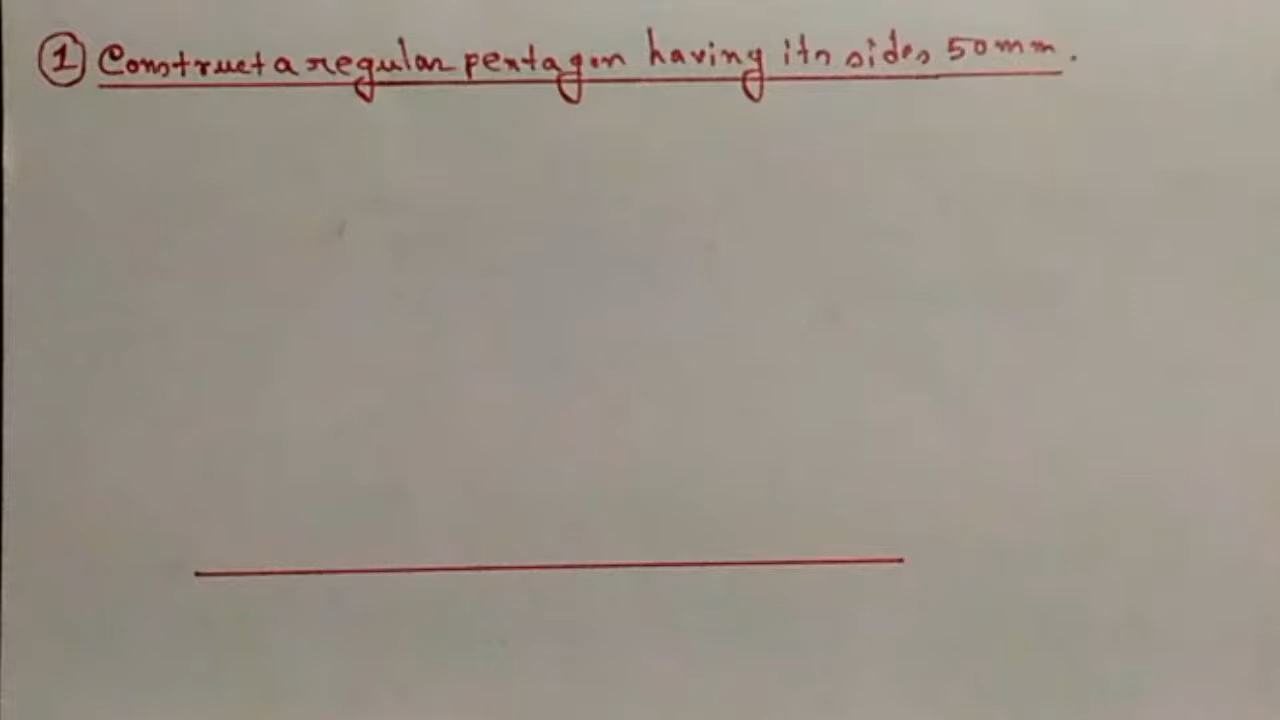 ① Construct a regular pentagon having its sides 50mm.